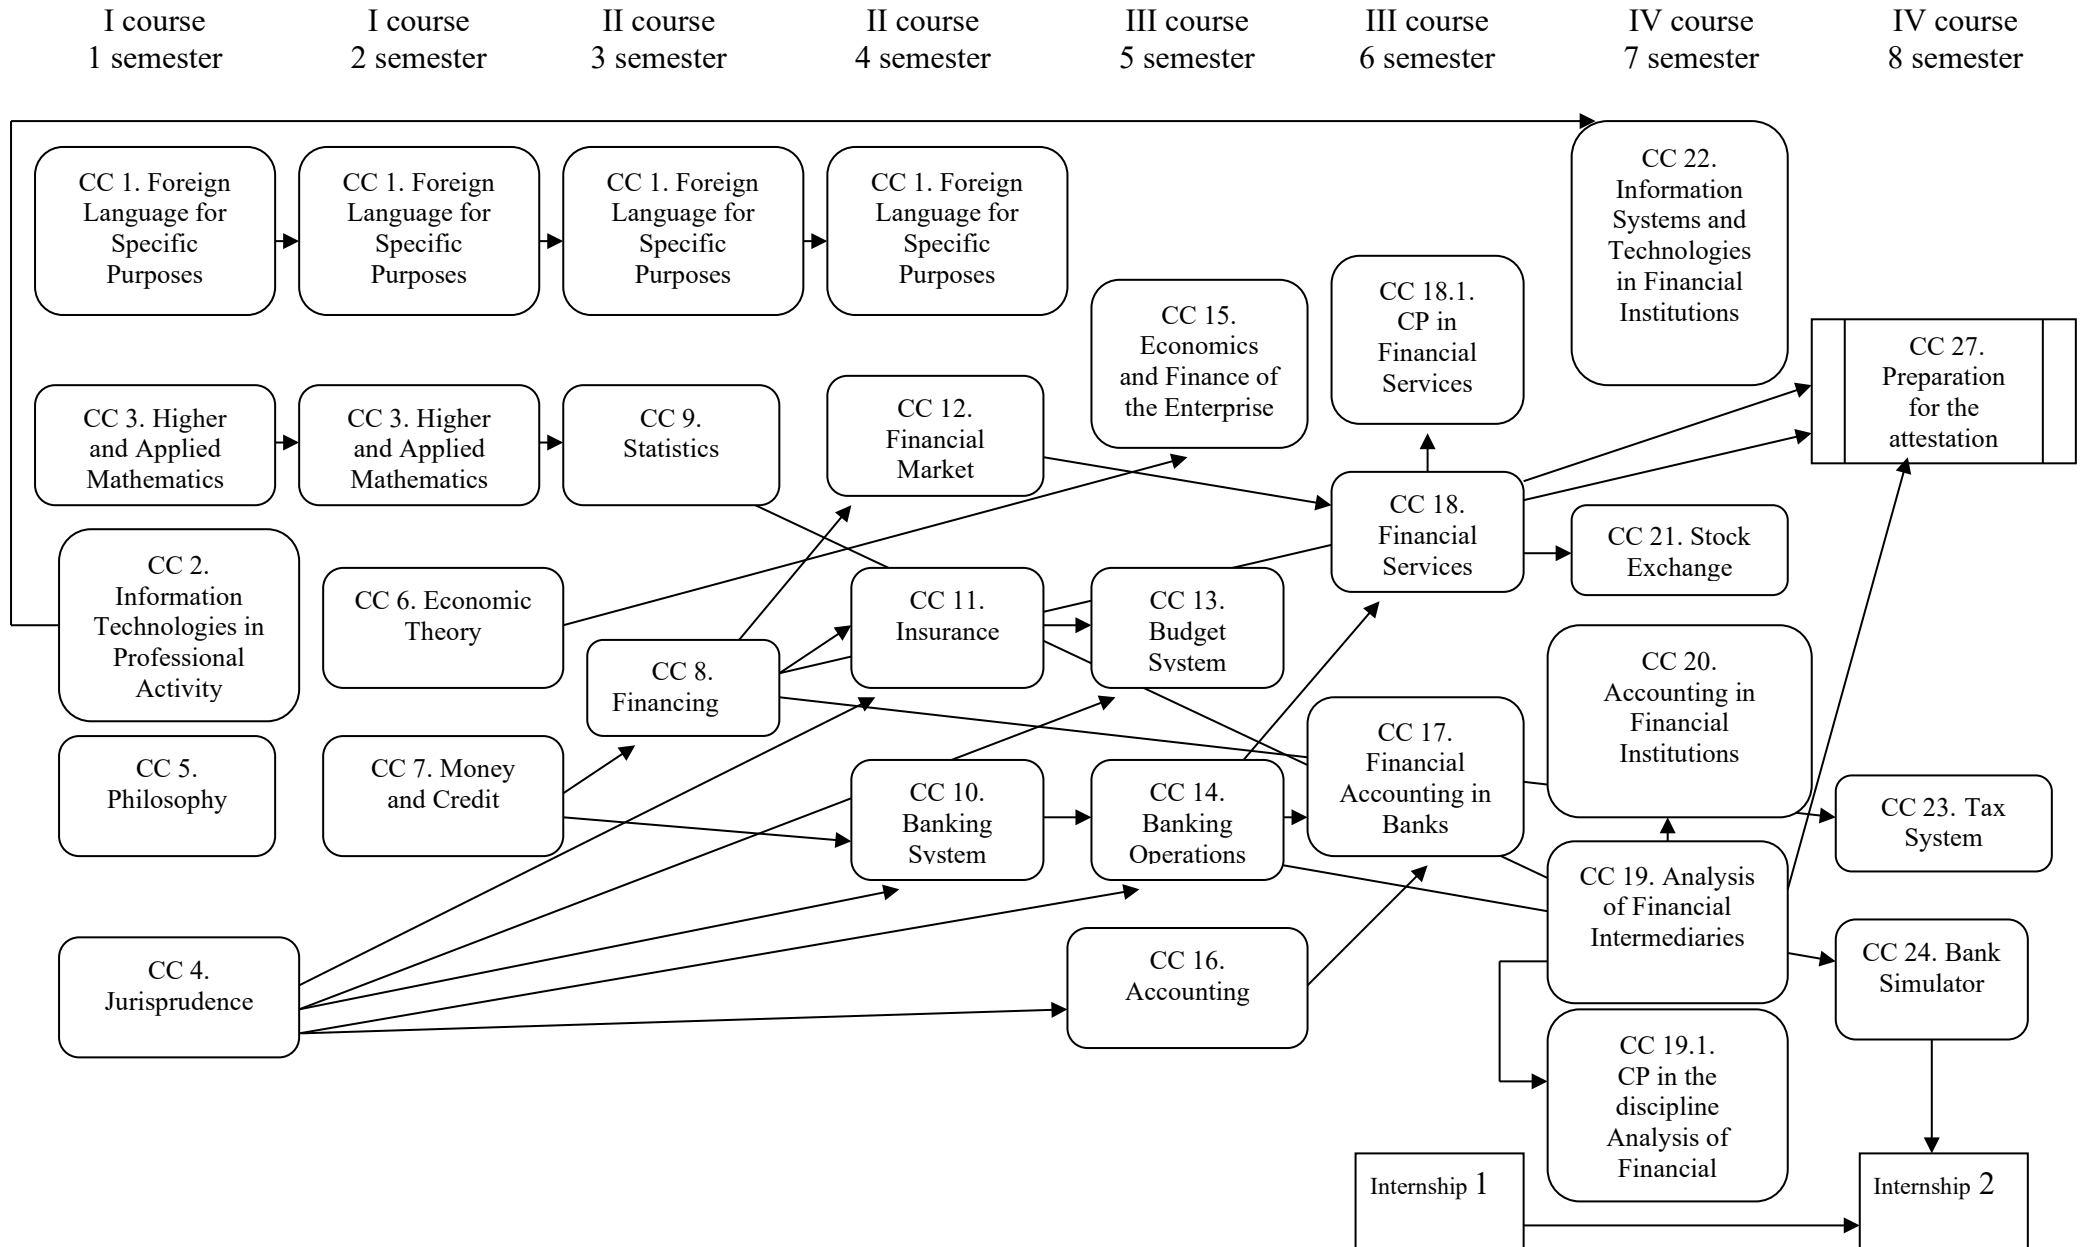 I course
1 semester
I course
2 semester
II course
3 semester
II course
4 semester
III course
5 semester
III course
6 semester
IV course
7 semester
IV course
8 semester
CC 1. Foreign
Language for
Specific
Purposes
CC 1. Foreign
Language for
Specific
Purposes
CC 1. Foreign
Language for
Specific
Purposes
CC 1. Foreign
Language for
Specific
Purposes
CC 22.
Information
Systems and
Technologies
in Financial
Institutions
CC 15.
Economics
and Finance of
the Enterprise
CC 18.1.
CP in
Financial
Services
CC 27.
Preparation
for the
attestation
CC 3. Higher
and Applied
Mathematics
CC 3. Higher
and Applied
Mathematics
CC 9.
Statistics
CC 12.
Financial
Market
CC 18.
Financial
Services
CC 21. Stock
Exchange
CC 2.
Information
Technologies in
Professional
Activity
CC 6. Economic
Theory
CC 8.
Financing
CC 11.
Insurance
CC 13.
Budget
System
CC 20.
Accounting in
Financial
Institutions
CC 5.
Philosophy
CC 7. Money
and Credit
CC 10.
Banking
System
CC 14.
Banking
Operations
CC 17.
Financial
Accounting in
Banks
CC 23. Tax
System
CC 19. Analysis
of Financial
Intermediaries
CC 4.
Jurisprudence
CC 16.
Accounting
CC 24. Bank
Simulator
CC 19.1.
CP in the
discipline
Analysis of
Financial
Internship 1
Internship 2